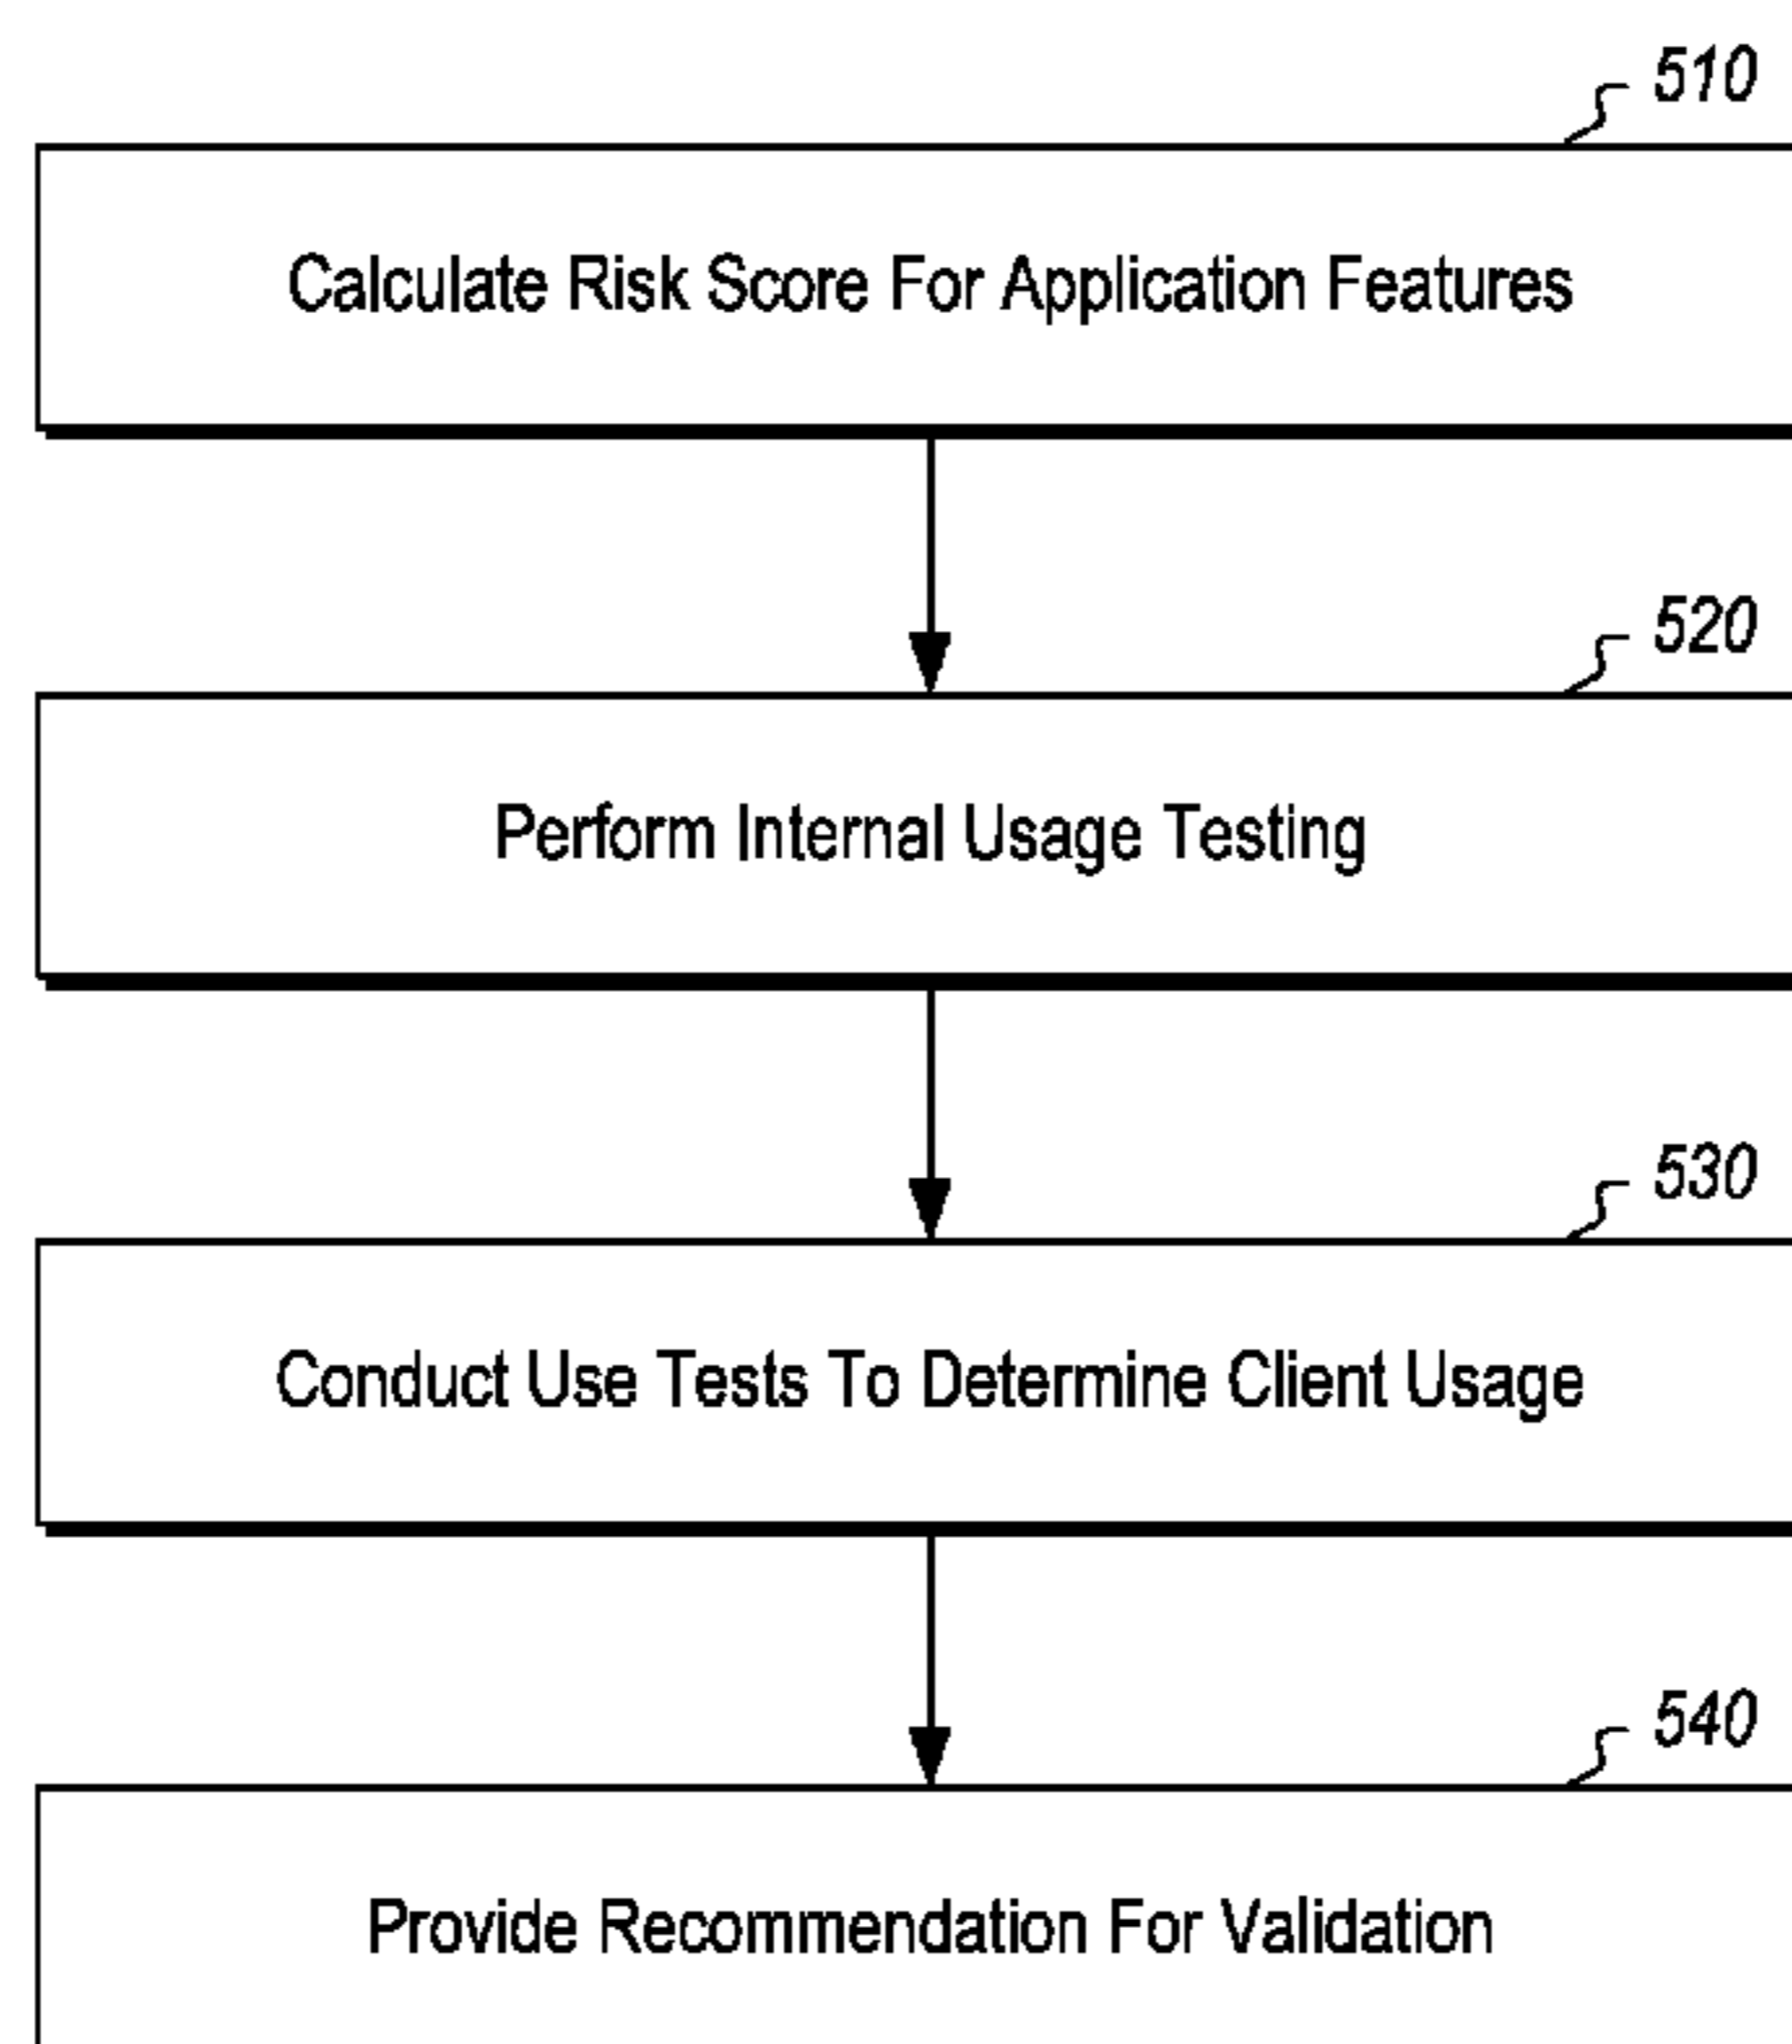 510
Calculate Risk Score For Application Features
520
Perform Internal Usage Testing
530
Conduct Use Tests To Determine Client Usage
540
Provide Recommendation For Validation